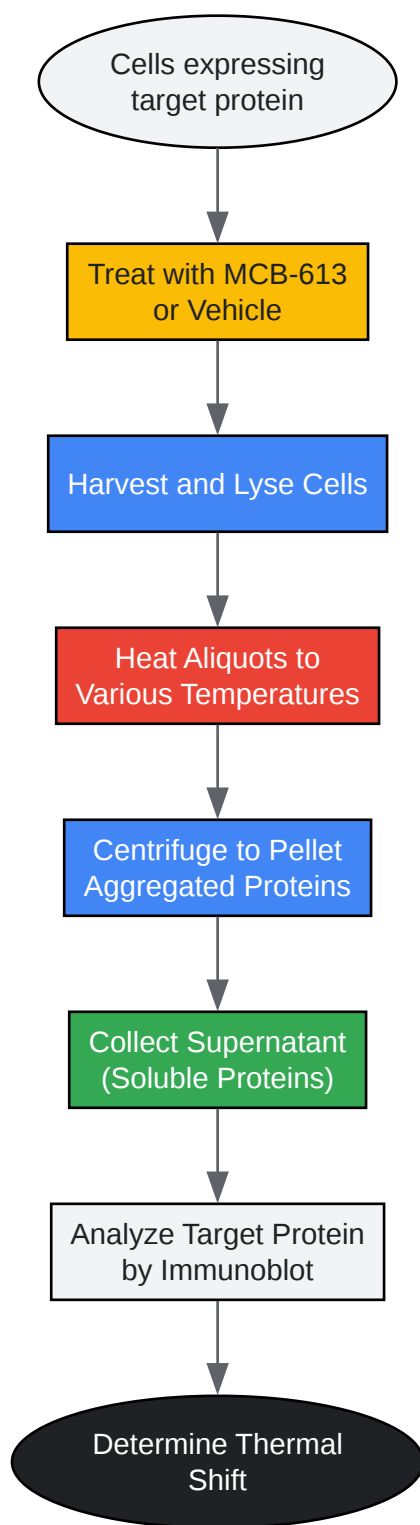 Cells expressing
target protein
Treat with MCB-613
or Vehicle
Harvest and Lyse Cells
Heat Aliquots to
Various Temperatures
Centrifuge to Pellet
Aggregated Proteins
Collect Supernatant
(Soluble Proteins)
Analyze Target Protein
by Immunoblot
Determine Thermal
Shift